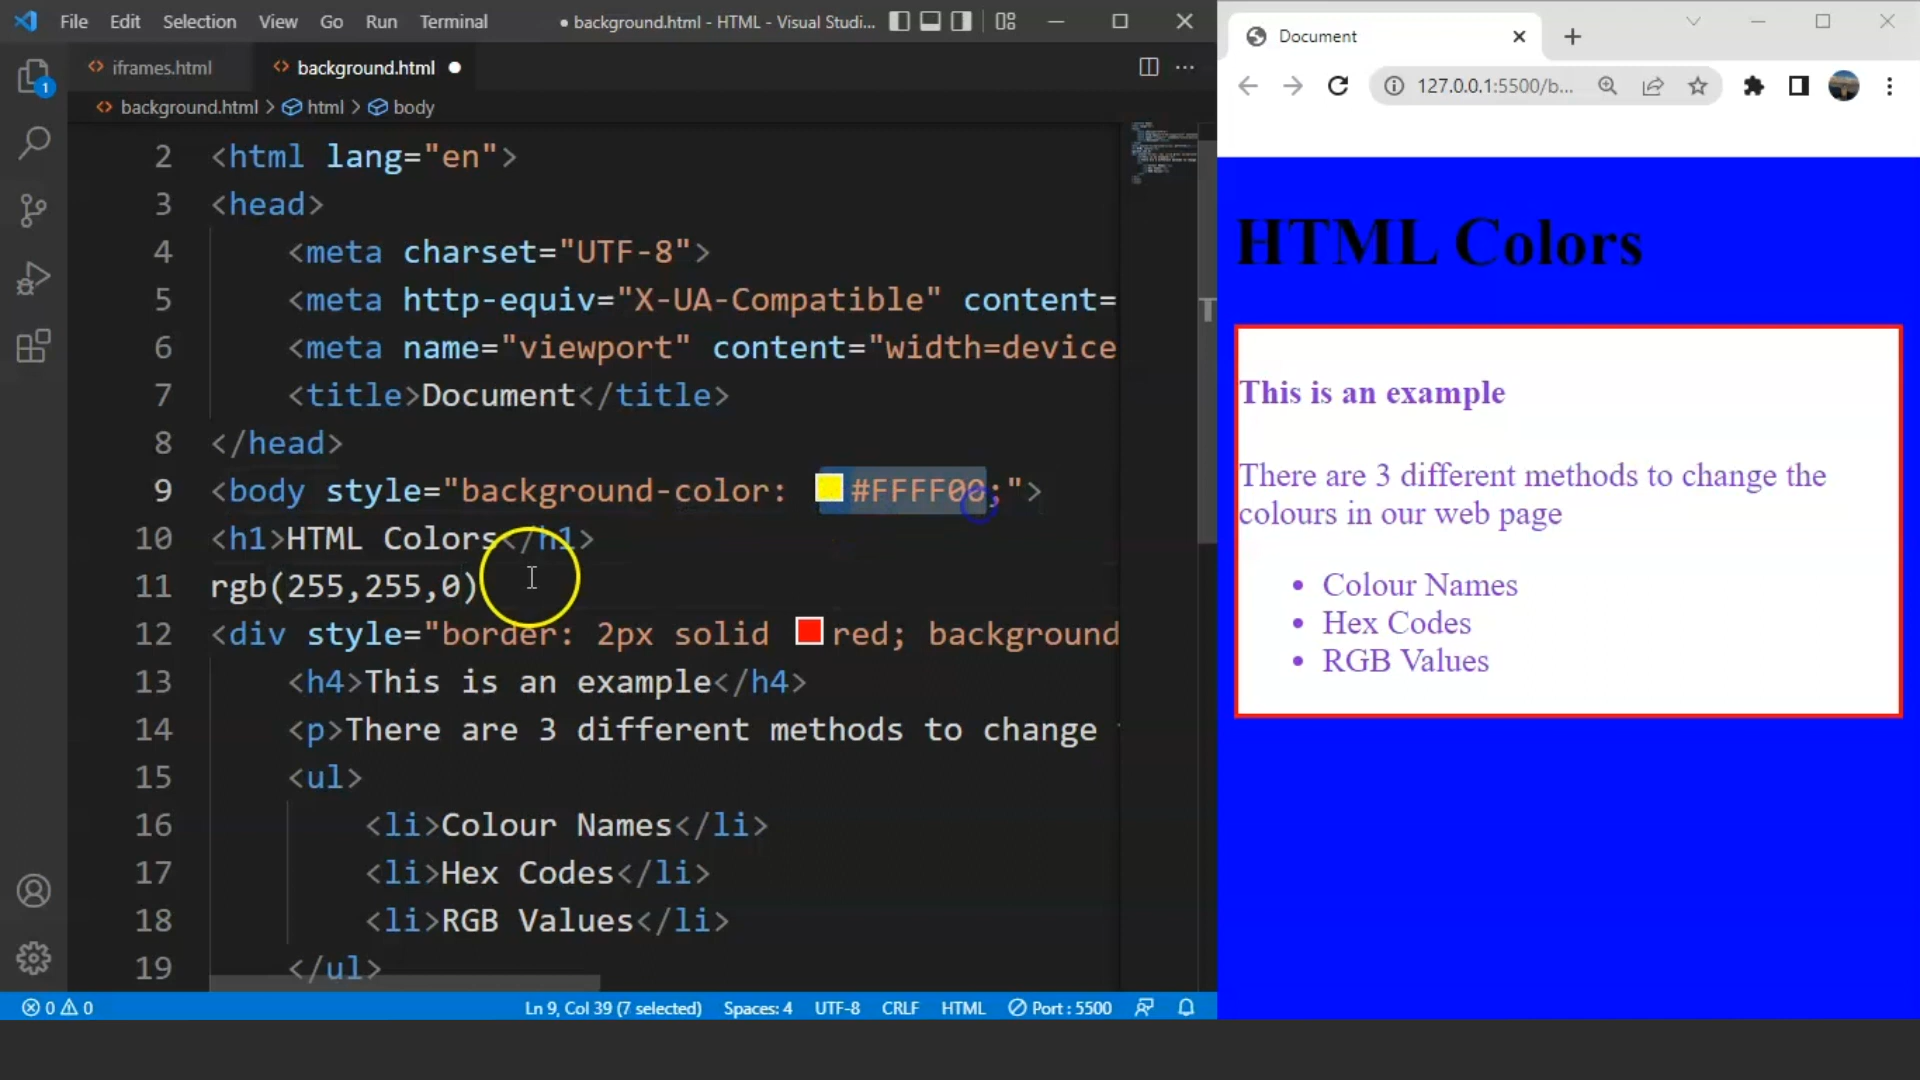 File Edit Selection View Go Run Terminal
● background.html - HTML - Visual Studi...
iframes.html
background.html ●
background.html > html > body
2 <html lang="en">
3 <head>
4 <meta charset="UTF-8">
5 <meta http-equiv="X-UA-Compatible" content=
6 <meta name="viewport" content="width=device
7 <title>Document</title>
8 </head>
9 <body style="background-color: #FFFF00;">
10 <h1>HTML Colors</h1>
11 rgb(255,255,0)
12 <div style="border: 2px solid red; background
13 <h4>This is an example</h4>
14 <p>There are 3 different methods to change
15 <ul>
16 <li>Colour Names</li>
17 <li>Hex Codes</li>
18 <li>RGB Values</li>
19 </ul>
1
0 0
Ln 9, Col 39 (7 selected) Spaces: 4 UTF-8 CRLF HTML Port : 5500
Document
127.0.0.1:5500/b...
HTML Colors
This is an example
There are 3 different methods to change the
colours in our web page
• Colour Names
• Hex Codes
• RGB Values